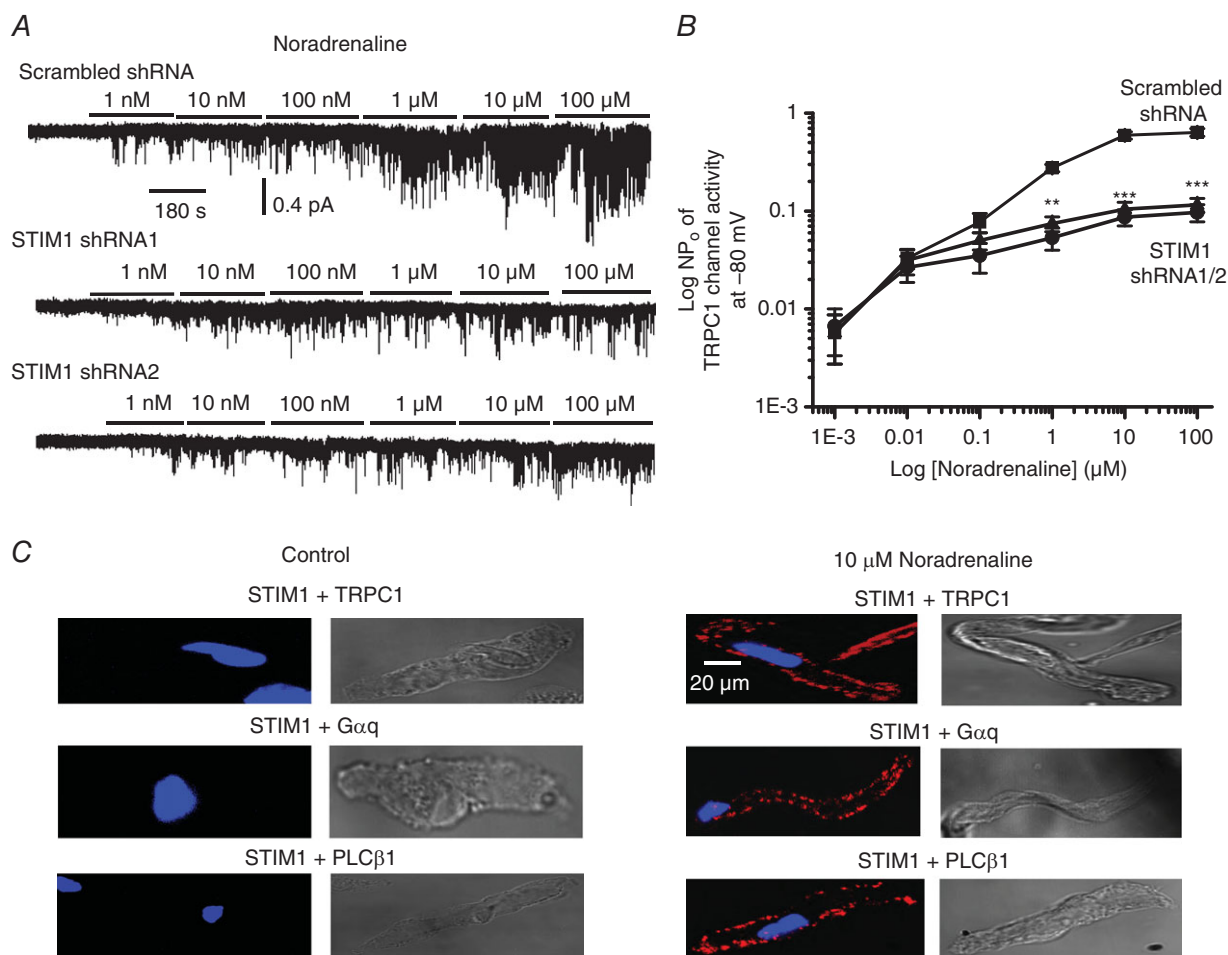 A
Noradrenaline
Scrambled shRNA
1 nM 10 nM 100 nM 1 µM 10 µM 100 µM
180 s
0.4 pA
STIM1 shRNA1
1 nM 10 nM 100 nM 1 µM 10 µM 100 µM
STIM1 shRNA2
1 nM 10 nM 100 nM 1 µM 10 µM 100 µM
B
Log NPo of
TRPC1 channel activity
at –80 mV
1
0.1
0.01
1E-3
Scrambled
shRNA
** *** ***
STIM1
shRNA1/2
1E-3 0.01 0.1 1 10 100
Log [Noradrenaline] (µM)
C
Control
STIM1 + TRPC1
STIM1 + Gαq
STIM1 + PLCβ1
10 µM Noradrenaline
STIM1 + TRPC1
20 µm
STIM1 + Gαq
STIM1 + PLCβ1